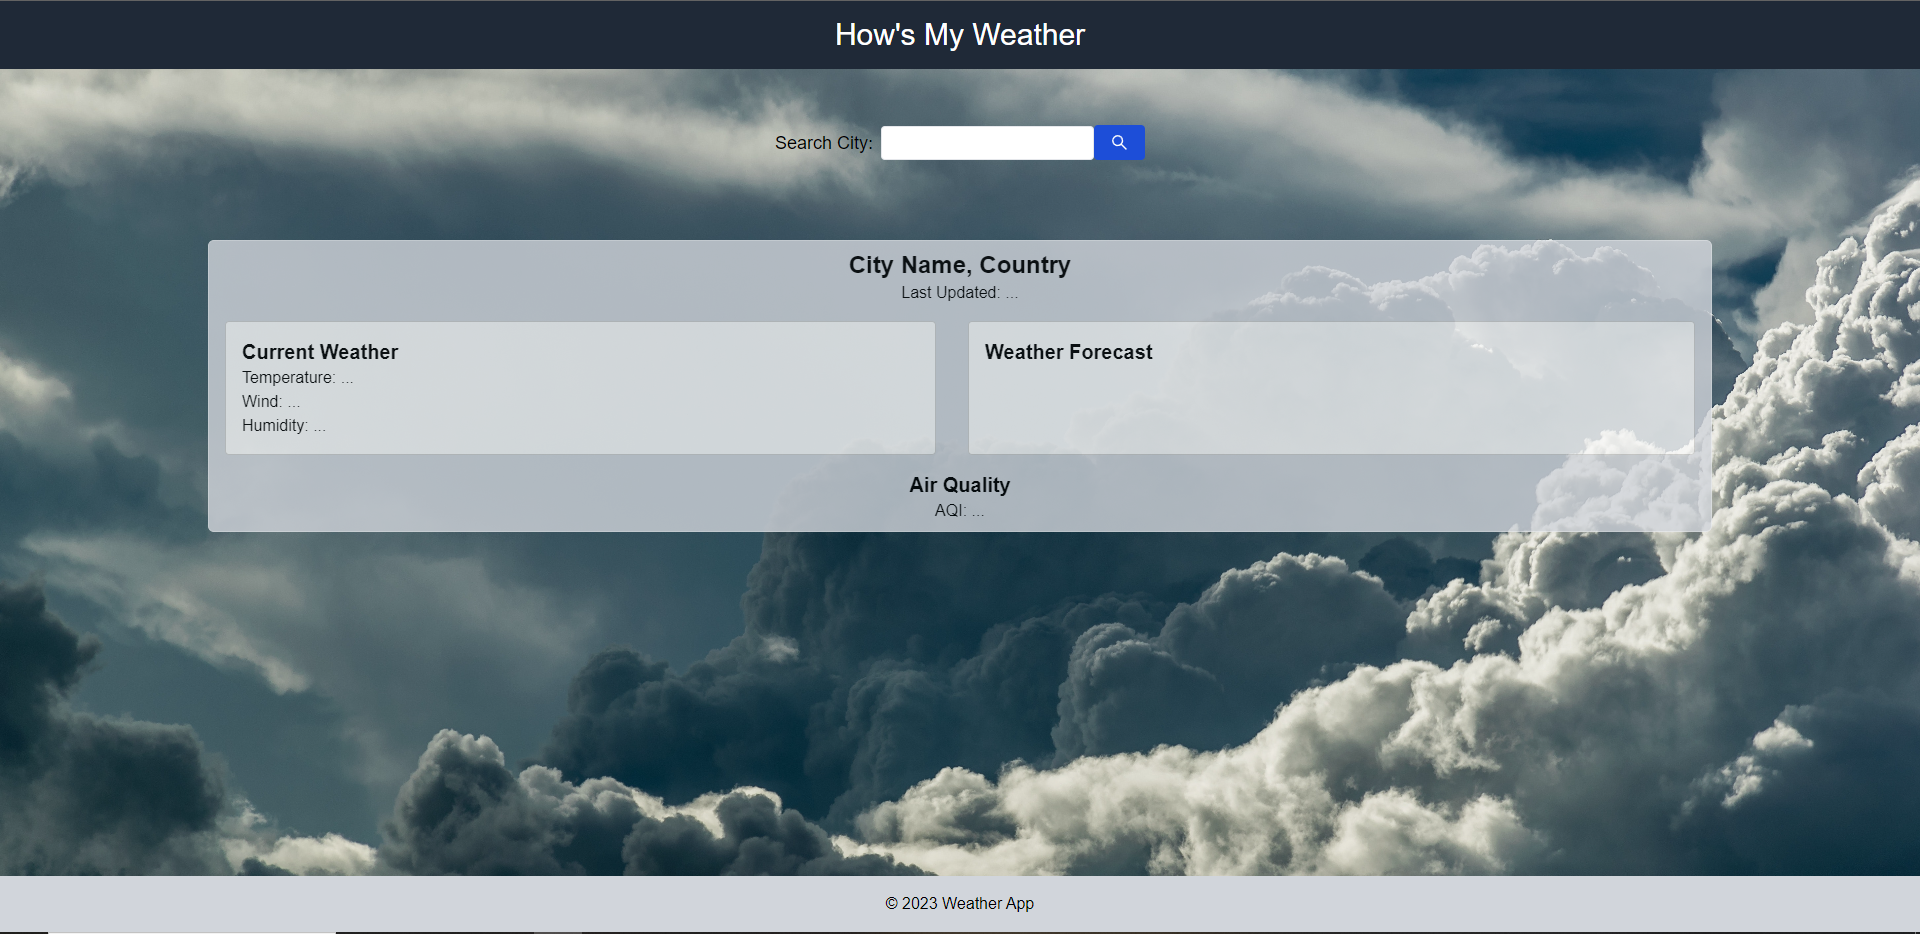 How's My Weather
Search City:
City Name, Country
Last Updated: ...
Current Weather
Temperature: ...
Wind: ...
Humidity: ...
Weather Forecast
Air Quality
AQI: ...
© 2023 Weather App